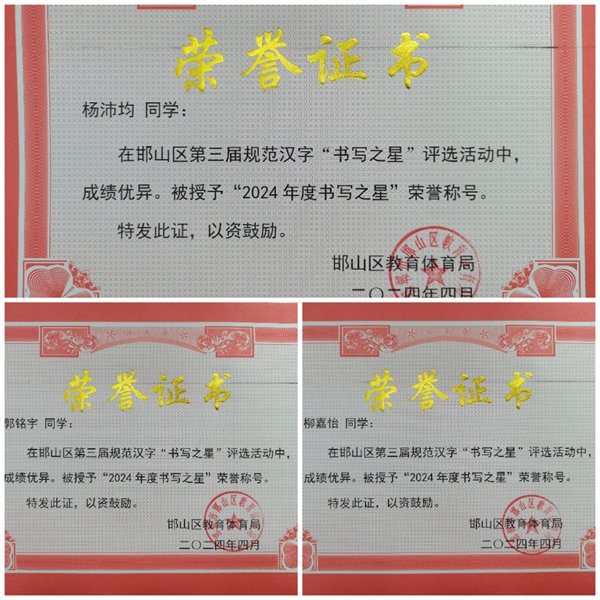 荣誉证书
杨沛均 同学：
在邯山区第三届规范汉字“书写之星”评选活动中，
成绩优异。被授予“2024年度书写之星”荣誉称号。
特发此证，以资鼓励。
邯山区教育体育局
二〇二四年四月
荣誉证书
郭铭宇 同学：
在邯山区第三届规范汉字“书写之星”评选活动中，
成绩优异。被授予“2024年度书写之星”荣誉称号。
特发此证，以资鼓励。
邯山区教育体育局
二〇二四年四月
荣誉证书
柳嘉怡 同学：
在邯山区第三届规范汉字“书写之星”评选活动中，
成绩优异。被授予“2024年度书写之星”荣誉称号。
特发此证，以资鼓励。
邯山区教育体育局
二〇二四年四月